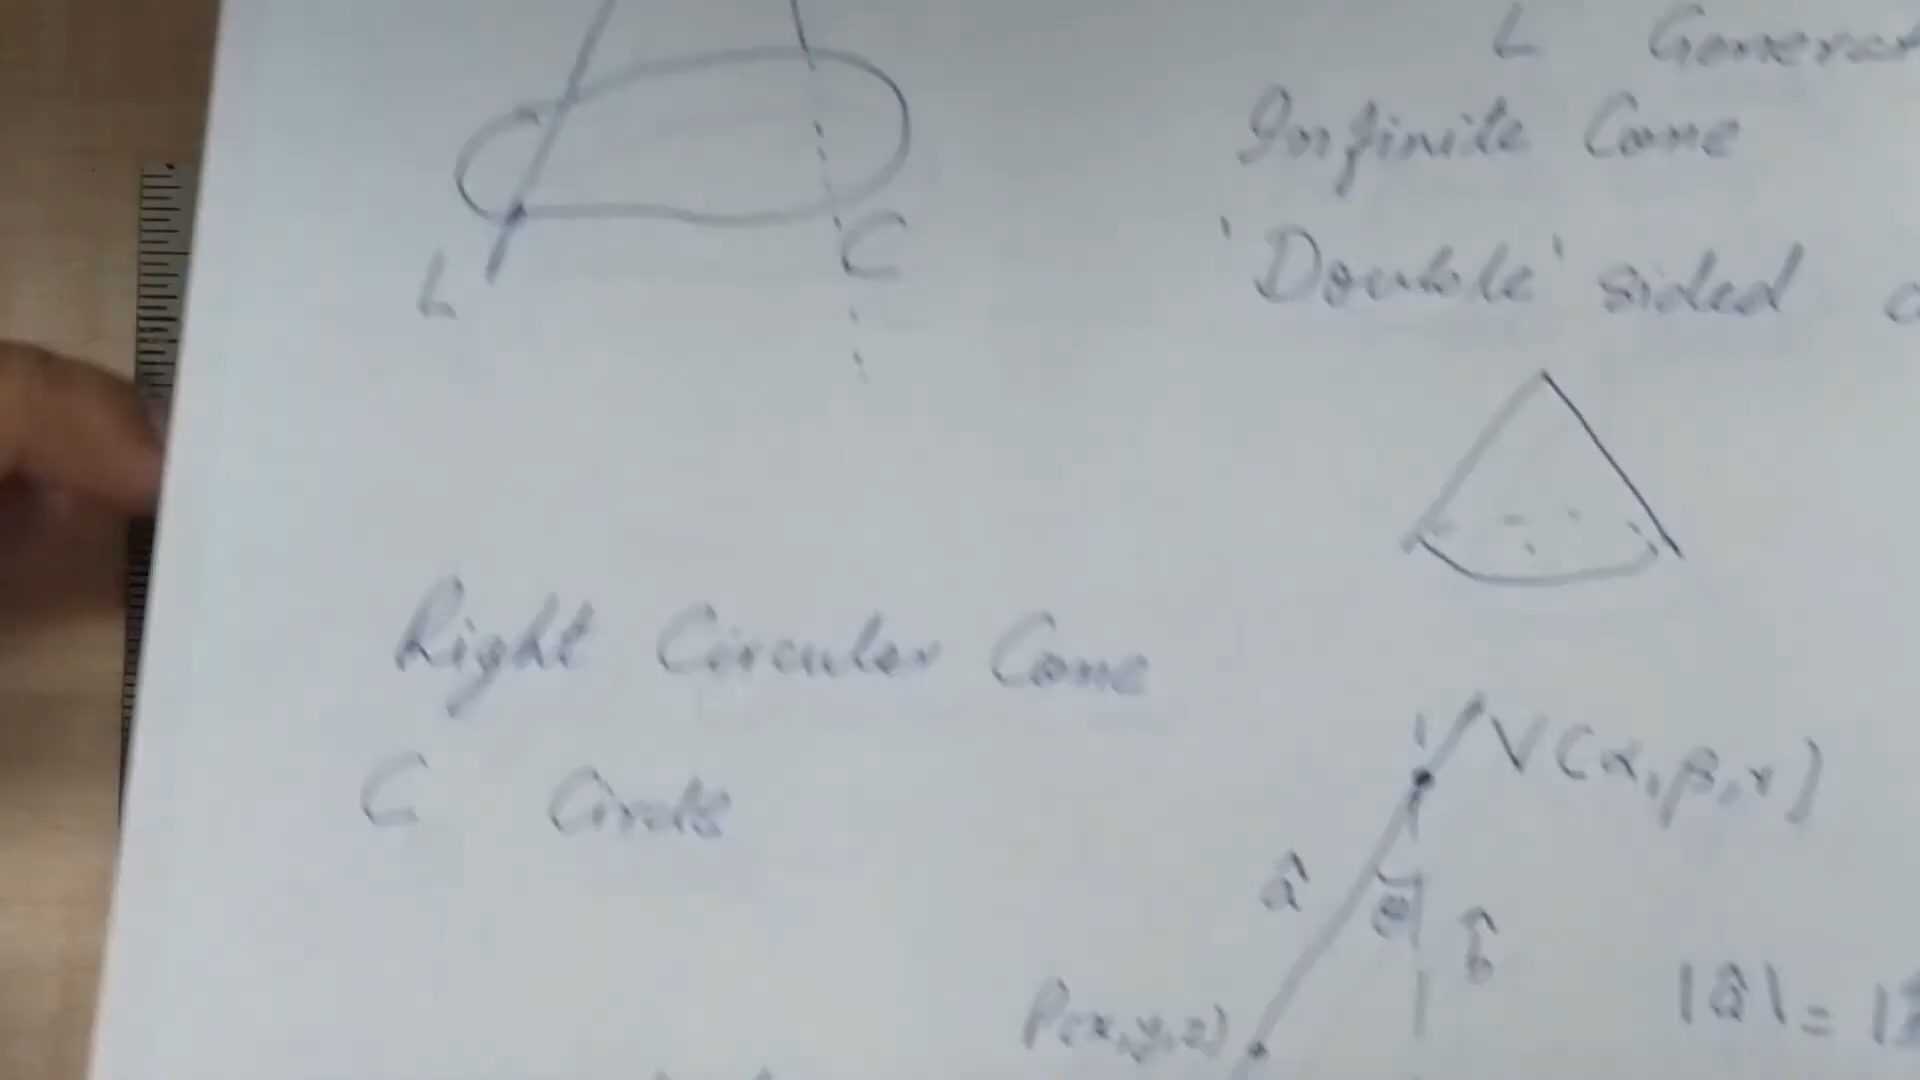 L
C
L Generat
Infinite Cone
'Double' sided c
Right Circular Cone
C Circle
V(α, β, γ)
â
θ
b̂
P(x,y,z)
|â| = |